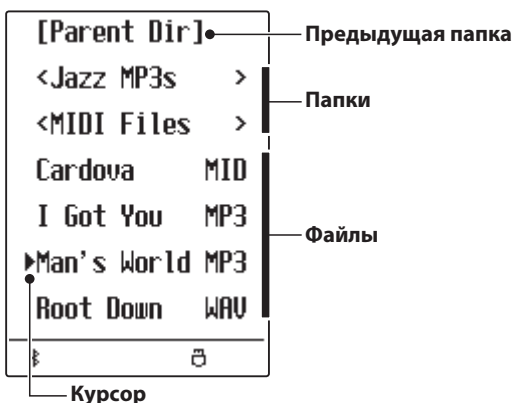 [Parent Dir]
Предыдущая папка
<Jazz MP3s >
Папки
<MIDI Files >
Cardova MID
I Got You MP3
Файлы
Man's World MP3
Root Down WAV
Курсор